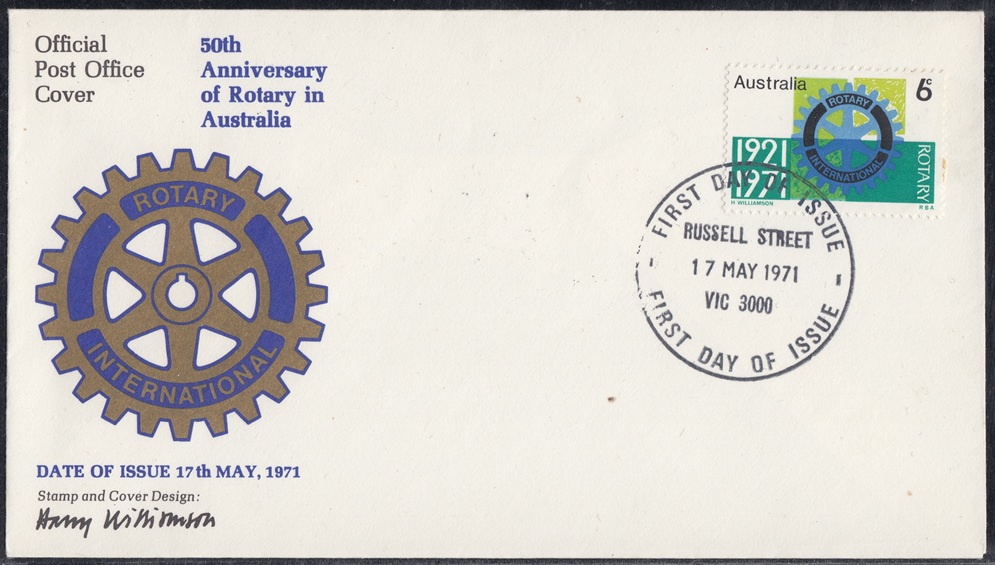 Official
Post Office
Cover
50th
Anniversary
of Rotary in
Australia
ROTARY
INTERNATIONAL
DATE OF ISSUE 17th MAY, 1971
Stamp and Cover Design:
Harry Williamson
Australia
6c
ROTARY
INTERNATIONAL
1921
1971
ROTARY
H WILLIAMSON
RBA
FIRST DAY OF ISSUE
RUSSELL STREET
17 MAY 1971
VIC 3000
FIRST DAY OF ISSUE